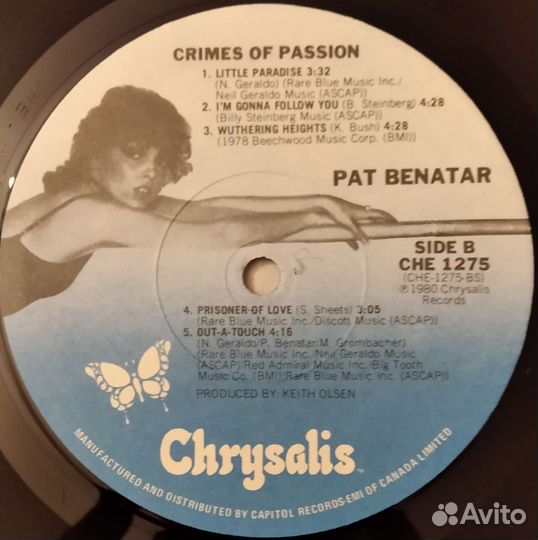 CRIMES OF PASSION
1. LITTLE PARADISE 3:32
(N. Geraldo) (Rare Blue Music Inc./
Neil Geraldo Music (ASCAP))
2. I'M GONNA FOLLOW YOU (B. Steinberg) 4:28
(Billy Steinberg Music (ASCAP))
3. WUTHERING HEIGHTS (K. Bush) 4:28
(1978 Beechwood Music Corp. (BMI))
PAT BENATAR
SIDE B
CHE 1275
(CHE-1275-BS)
℗1980 Chrysalis
Records
4. PRISONER OF LOVE (S. Sheets) 3:05
(Rare Blue Music Inc./Discott Music (ASCAP))
5. OUT-A-TOUCH 4:16
(N. Geraldo/P. Benatar/M. Grombacher)
(Rare Blue Music Inc./Neil Geraldo Music
(ASCAP)/Red Admiral Music Inc./Big Tooth
Music Co. (BMI)/Rare Blue Music Inc. (ASCAP))
PRODUCED BY: KEITH OLSEN
Chrysalis™
MANUFACTURED AND DISTRIBUTED BY CAPITOL RECORDS-EMI OF CANADA LIMITED
Avito